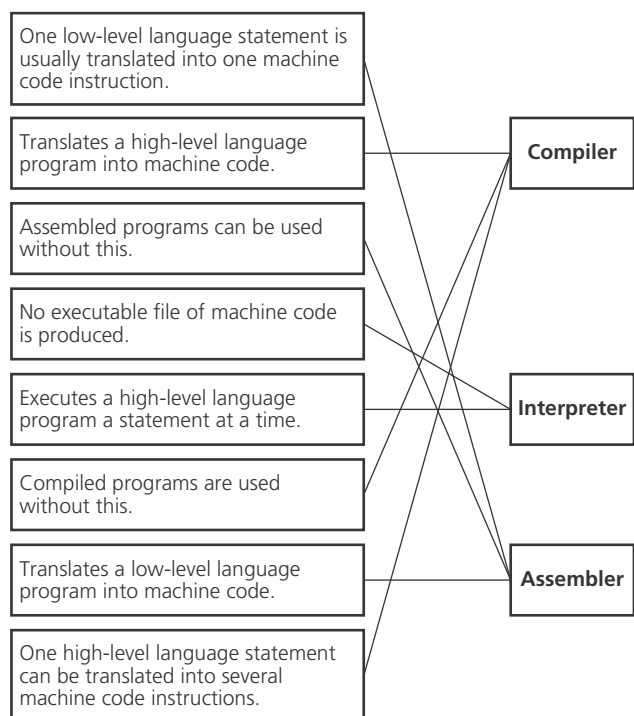 One low-level language statement is
usually translated into one machine
code instruction.
Translates a high-level language
program into machine code.
Assembled programs can be used
without this.
No executable file of machine code
is produced.
Executes a high-level language
program a statement at a time.
Compiled programs are used
without this.
Translates a low-level language
program into machine code.
One high-level language statement
can be translated into several
machine code instructions.
Compiler
Interpreter
Assembler